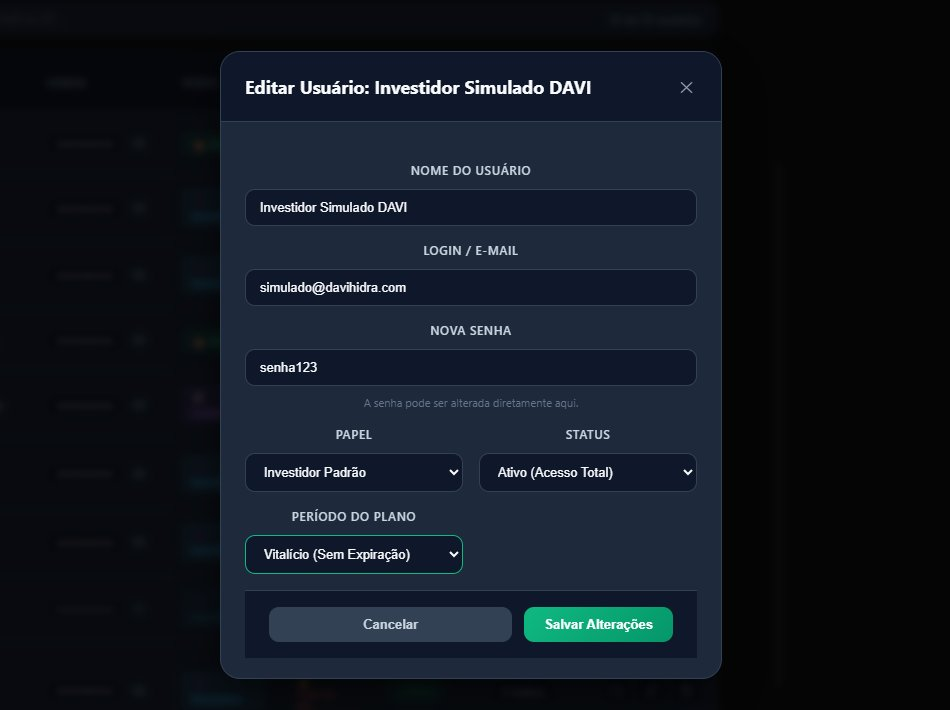 Editar Usuário: Investidor Simulado DAVI
NOME DO USUÁRIO
Investidor Simulado DAVI
LOGIN / E-MAIL
simulado@davihidra.com
NOVA SENHA
senha123
A senha pode ser alterada diretamente aqui.
PAPEL
STATUS
Investidor Padrão
Ativo (Acesso Total)
PERÍODO DO PLANO
Vitalício (Sem Expiração)
Cancelar
Salvar Alterações